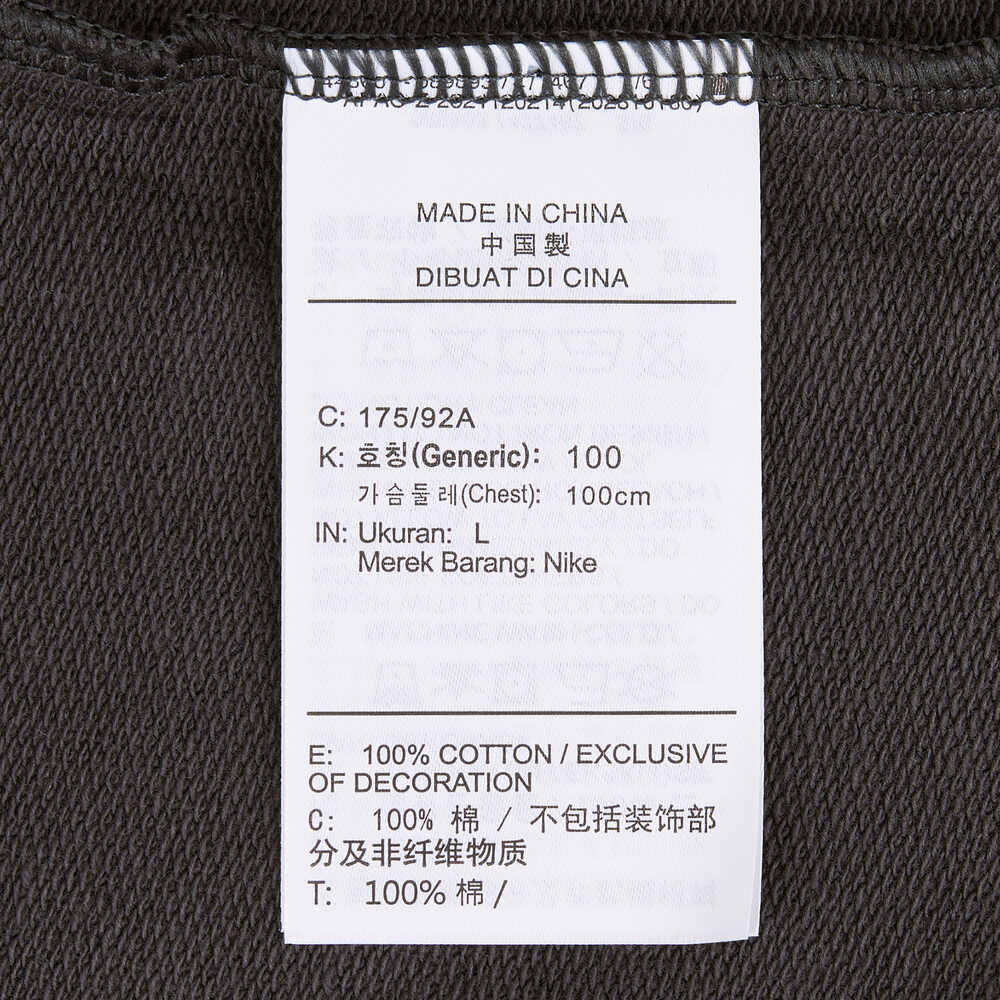 MADE IN CHINA
中国製
DIBUAT DI CINA
C: 175/92A
K: 호칭(Generic): 100
가슴둘레(Chest): 100cm
IN: Ukuran: L
Merek Barang: Nike
E: 100% COTTON / EXCLUSIVE
OF DECORATION
C: 100% 棉 / 不包括装饰部
分及非纤维物质
T: 100% 棉 /